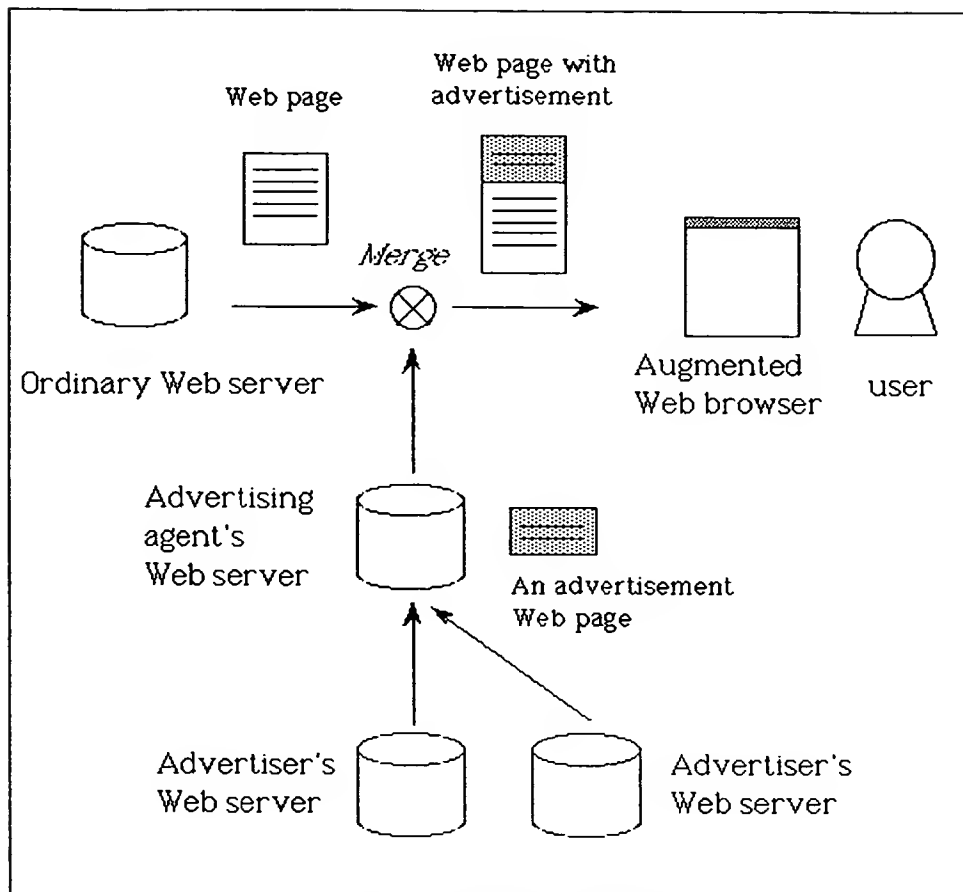 Web page with
advertisement
Web page
Merge
Ordinary Web server
Augmented
Web browser
user
Advertising
agent's
Web server
An advertisement
Web page
Advertiser's
Web server
Advertiser's
Web server